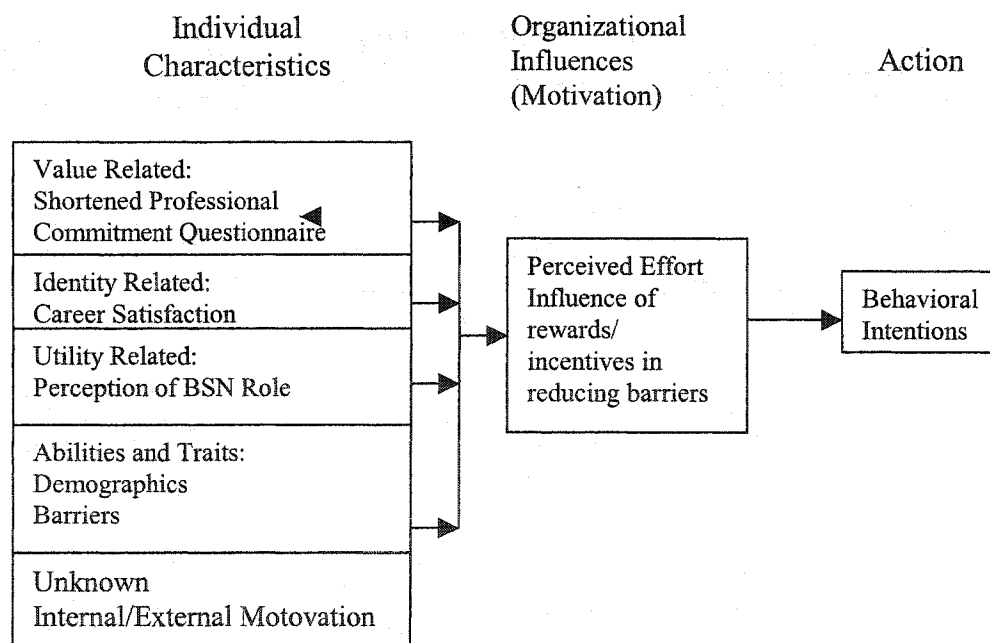 Individual
Characteristics
Organizational
Influences
(Motivation)
Action
Value Related:
Shortened Professional
Commitment Questionnaire
Identity Related:
Career Satisfaction
Utility Related:
Perception of BSN Role
Abilities and Traits:
Demographics
Barriers
Unknown
Internal/External Motovation
Perceived Effort
Influence of
rewards/
incentives in
reducing barriers
Behavioral
Intentions